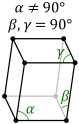 α ≠ 90°
β, γ = 90°
γ
β
α